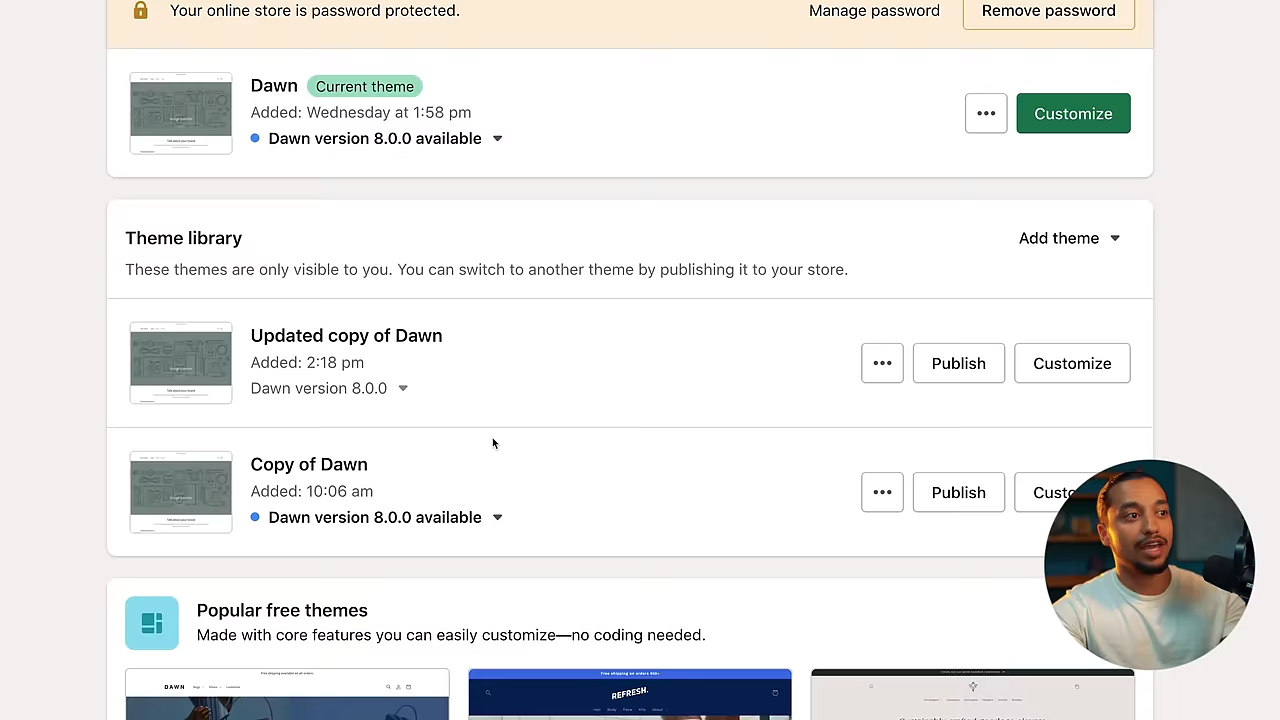 Your online store is password protected.
Manage password
Remove password
Dawn
Current theme
Added: Wednesday at 1:58 pm
Dawn version 8.0.0 available
•••
Customize
Theme library
Add theme
These themes are only visible to you. You can switch to another theme by publishing it to your store.
Updated copy of Dawn
Added: 2:18 pm
Dawn version 8.0.0
•••
Publish
Customize
Copy of Dawn
Added: 10:06 am
Dawn version 8.0.0 available
•••
Publish
Custo
Popular free themes
Made with core features you can easily customize—no coding needed.
DAWN
REFRESH.